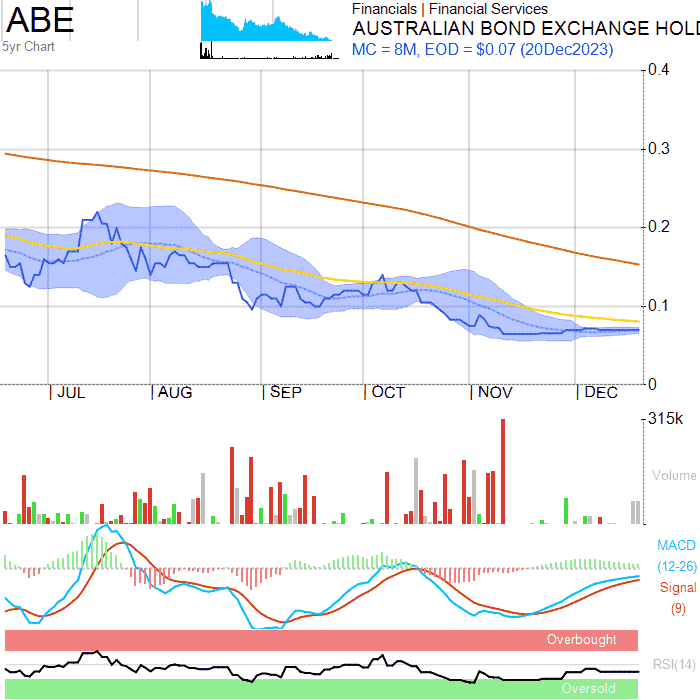 ABE
5yr Chart
Financials | Financial Services
AUSTRALIAN BOND EXCHANGE HOLD
MC = 8M, EOD = $0.07 (20Dec2023)
0.4
0.3
0.2
0.1
0
| JUL | AUG | SEP | OCT | NOV | DEC
315k
Volume
MACD
(12-26)
Signal
(9)
Overbought
RSI(14)
Oversold